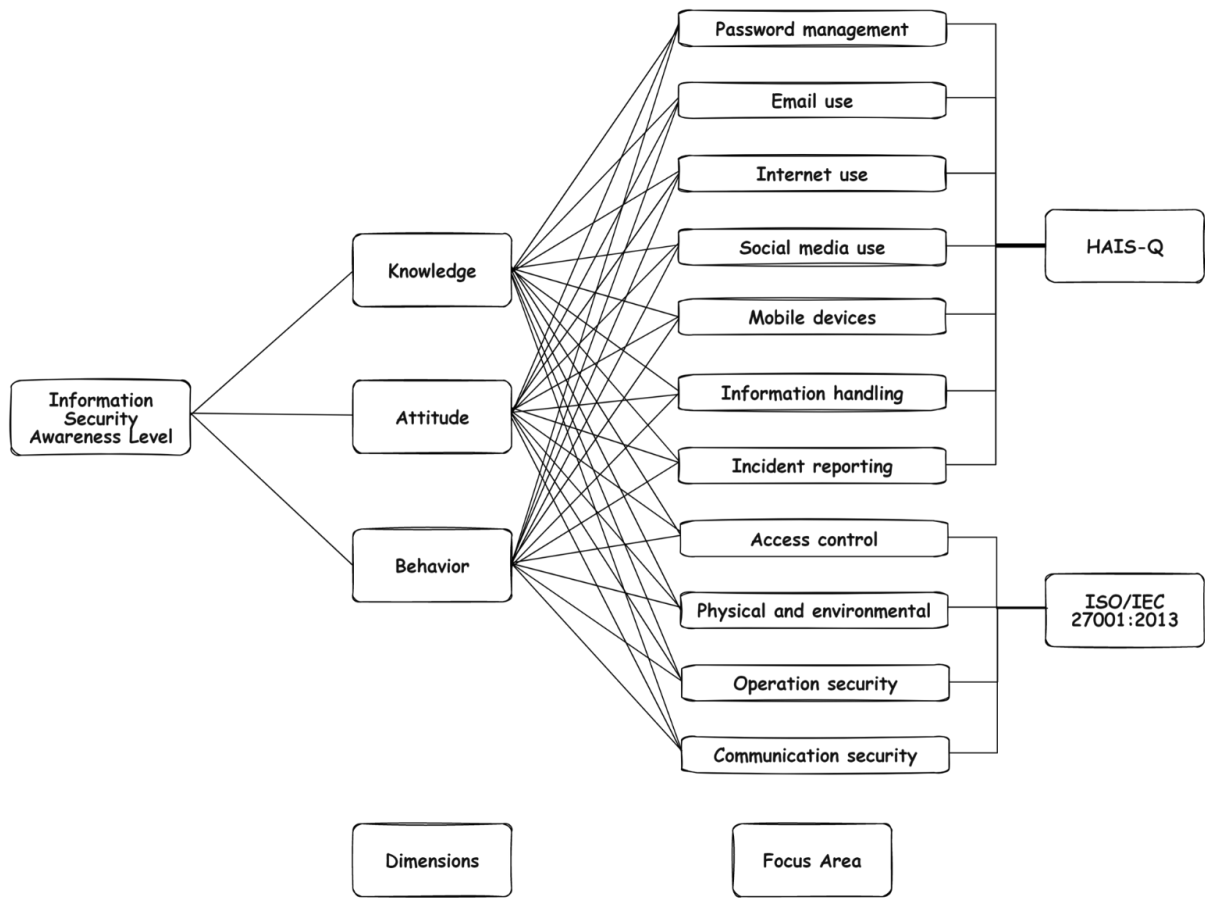 Information
Security
Awareness Level
Knowledge
Attitude
Behavior
Dimensions
Password management
Email use
Internet use
Social media use
Mobile devices
Information handling
Incident reporting
Access control
Physical and environmental
Operation security
Communication security
Focus Area
HAIS-Q
ISO/IEC
27001:2013